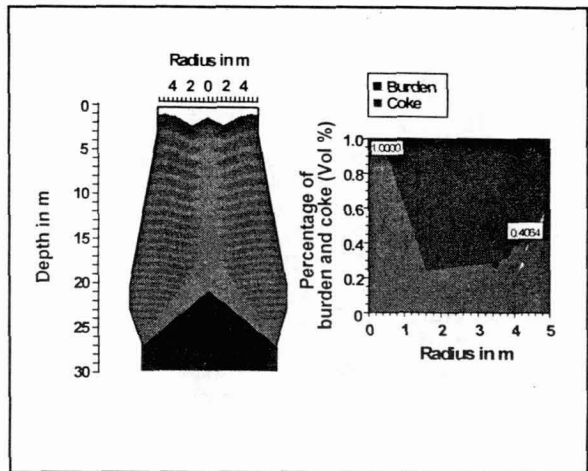 Radius in m
4 2 0 2 4
0
5
10
15
20
25
30
Depth in m
Burden
Coke
Percentage of
burden and coke (Vol %)
1.0
0.8
0.6
0.4
0.2
0
1.0000
0.4064
0 1 2 3 4 5
Radius in m